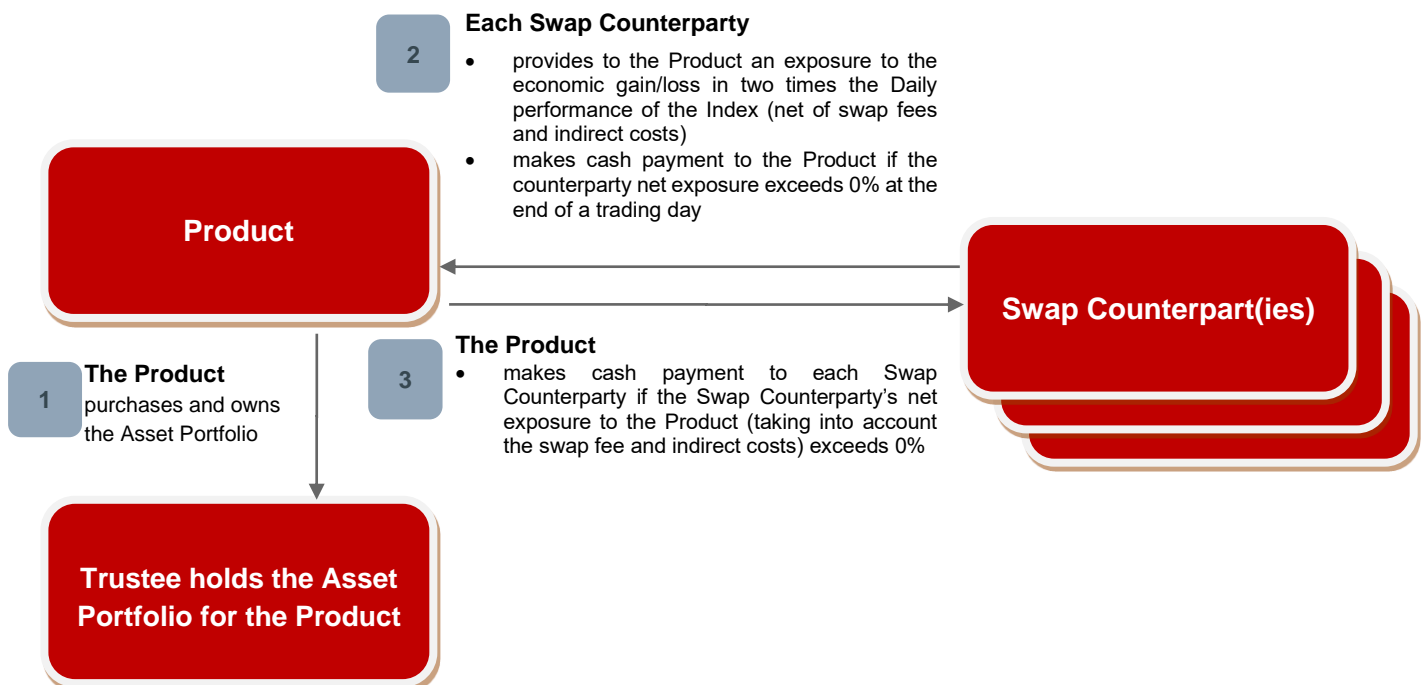 2
Each Swap Counterparty
• provides to the Product an exposure to the
economic gain/loss in two times the Daily
performance of the Index (net of swap fees
and indirect costs)
• makes cash payment to the Product if the
counterparty net exposure exceeds 0% at the
end of a trading day
Product
Swap Counterpart(ies)
1
The Product
purchases and owns
the Asset Portfolio
3
The Product
• makes cash payment to each Swap
Counterparty if the Swap Counterparty’s net
exposure to the Product (taking into account
the swap fee and indirect costs) exceeds 0%
Trustee holds the Asset
Portfolio for the Product